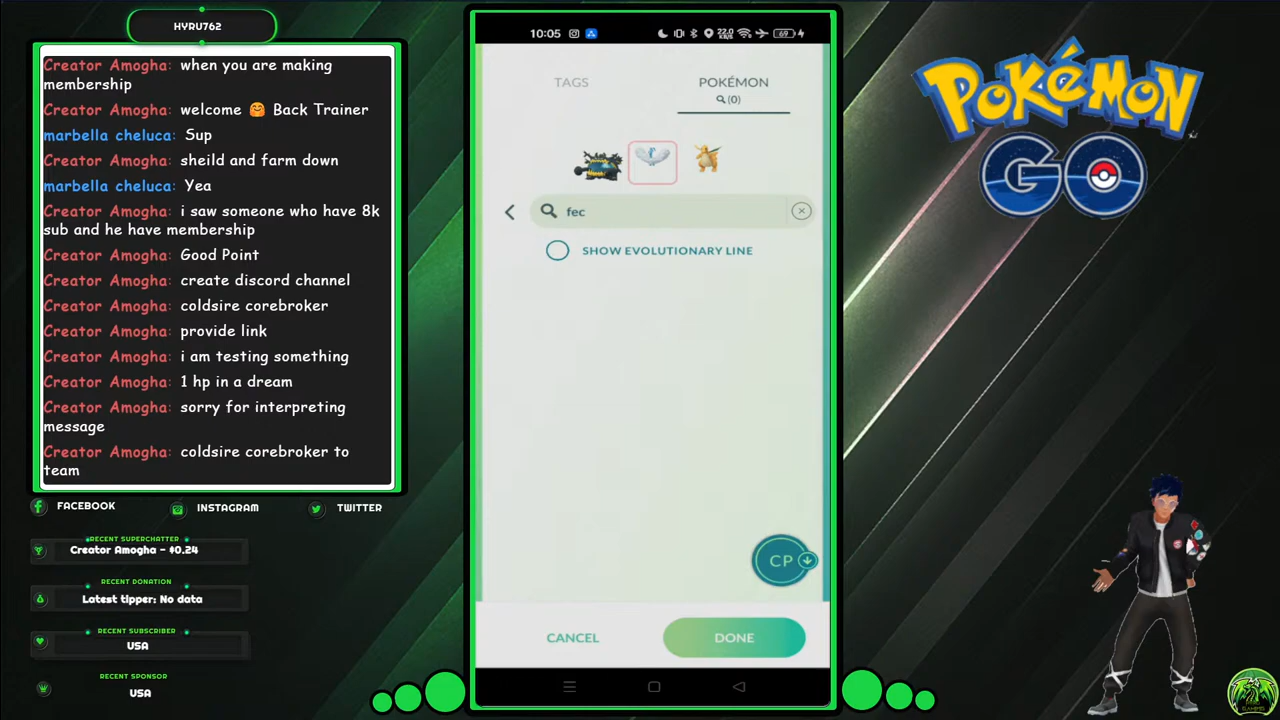 HYRU762
Creator Amogha: when you are making
membership
Creator Amogha: welcome 🤗 Back Trainer
marbella cheluca: Sup
Creator Amogha: sheild and farm down
marbella cheluca: Yea
Creator Amogha: i saw someone who have 8k
sub and he have membership
Creator Amogha: Good Point
Creator Amogha: create discord channel
Creator Amogha: coldsire corebroker
Creator Amogha: provide link
Creator Amogha: i am testing something
Creator Amogha: 1 hp in a dream
Creator Amogha: sorry for interpreting
message
Creator Amogha: coldsire corebroker to
team
FACEBOOK INSTAGRAM TWITTER
RECENT SUPERCHATTER
Creator Amogha - $0.24
RECENT DONATION
Latest tipper: No data
RECENT SUBSCRIBER
USA
RECENT SPONSOR
USA
10:05 22.0 KB/S 69
TAGS POKÉMON
(0)
fec
SHOW EVOLUTIONARY LINE
CP
CANCEL DONE
POKÉMON
GO